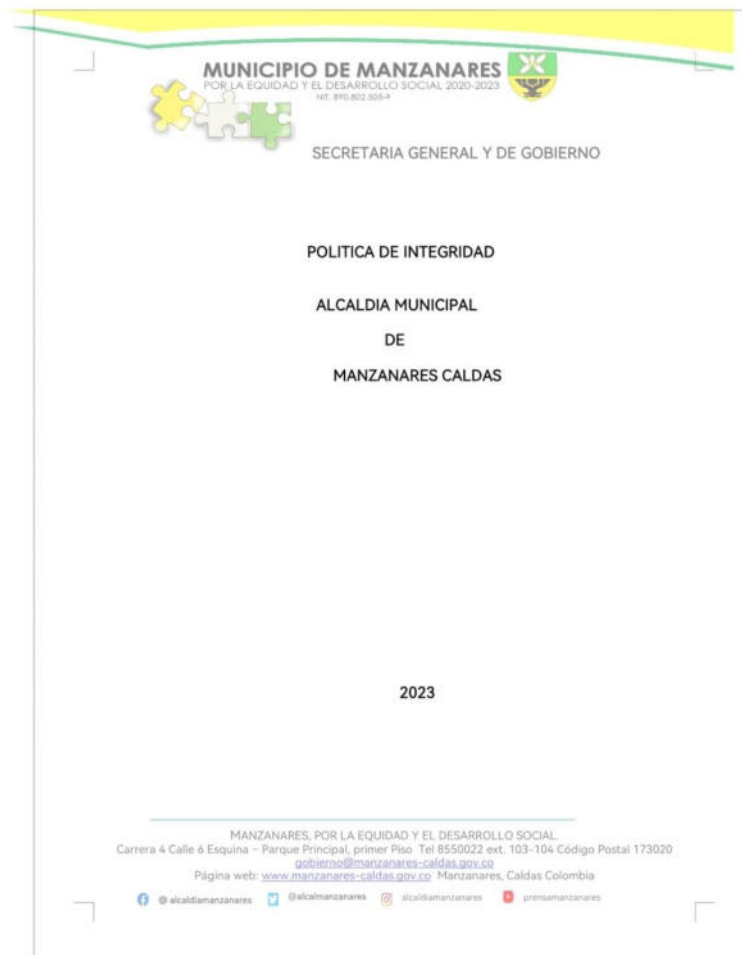 MUNICIPIO DE MANZANARES
POR LA EQUIDAD Y EL DESARROLLO SOCIAL 2020-2023
NIT. 890.802.505-9
SECRETARIA GENERAL Y DE GOBIERNO
POLITICA DE INTEGRIDAD
ALCALDIA MUNICIPAL
DE
MANZANARES CALDAS
2023
MANZANARES, POR LA EQUIDAD Y EL DESARROLLO SOCIAL.
Carrera 4 Calle 6 Esquina – Parque Principal, primer Piso Tel 8550022 ext. 103-104 Código Postal 173020
gobierno@manzanares-caldas.gov.co
Página web: www.manzanares-caldas.gov.co Manzanares, Caldas Colombia
@ alcaldiamanzanares @alcalmanzanares alcaldiamanzanares prensamanzanares